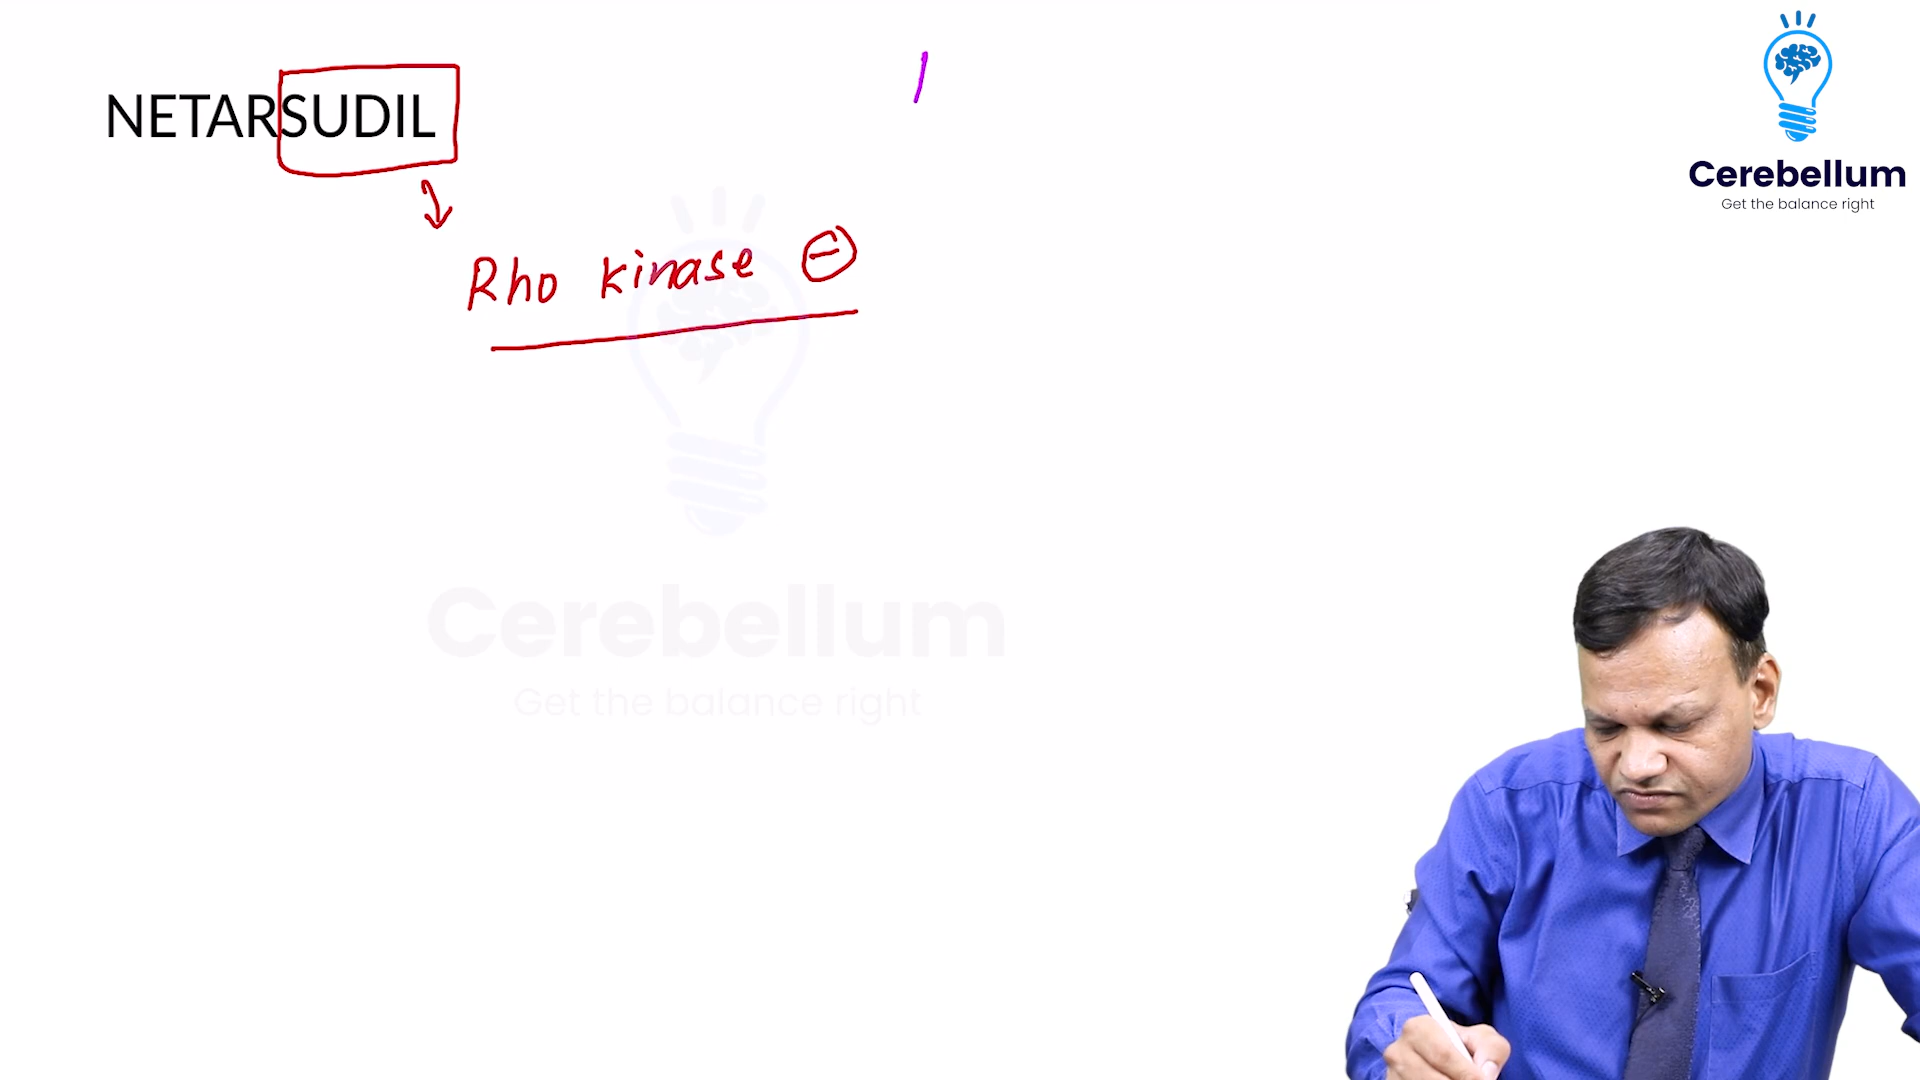 NETARSUDIL
Rho kinase ⊖
Cerebellum
Get the balance right
Cerebellum
Get the balance right